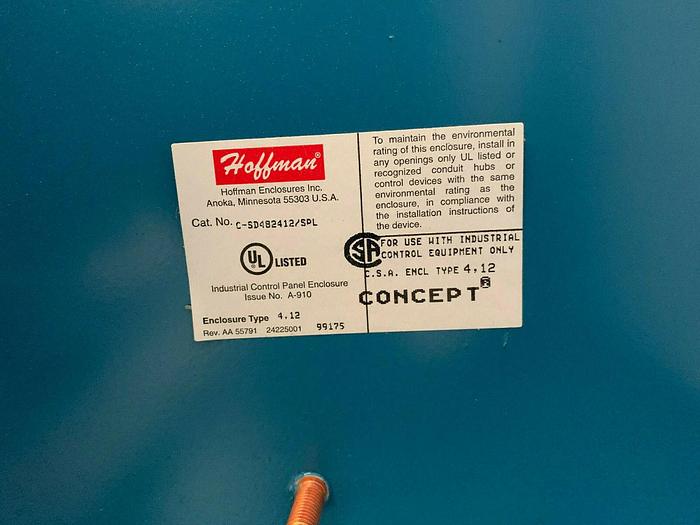 Hoffman®
Hoffman Enclosures Inc.
Anoka, Minnesota 55303 U.S.A.
Cat. No. C-SD482412/SPL
UL LISTED
Industrial Control Panel Enclosure
Issue No. A-910
Enclosure Type 4,12
Rev. AA 55791 24225001 99175
To maintain the environmental
rating of this enclosure, install in
any openings only UL listed or
recognized conduit hubs or
control devices with the same
environmental rating as the
enclosure, in compliance with
the installation instructions of
the device.
SA FOR USE WITH INDUSTRIAL
CONTROL EQUIPMENT ONLY
C.S.A. ENCL TYPE 4,12
CONCEPT